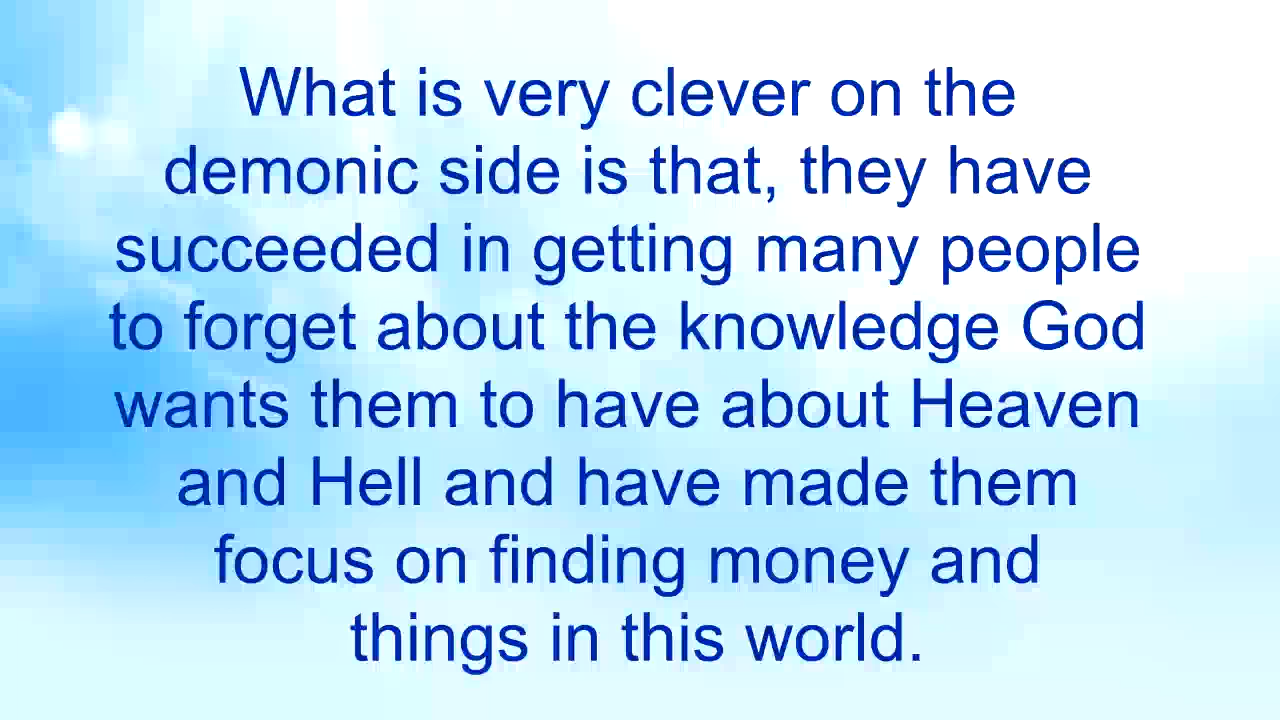 What is very clever on the
demonic side is that, they have
succeeded in getting many people
to forget about the knowledge God
wants them to have about Heaven
and Hell and have made them
focus on finding money and
things in this world.